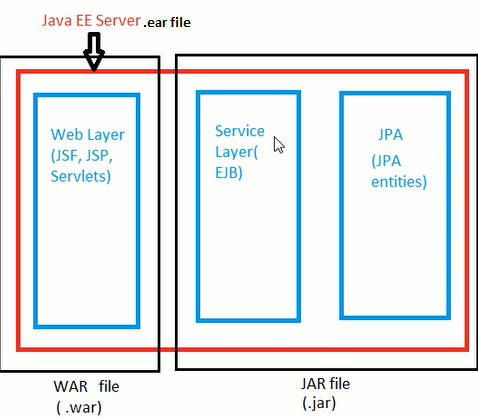 Java EE Server .ear file
Web Layer
(JSF, JSP,
Servlets)
Service
Layer(
EJB)
JPA
(JPA
entities)
WAR file
( .war)
JAR file
(.jar)